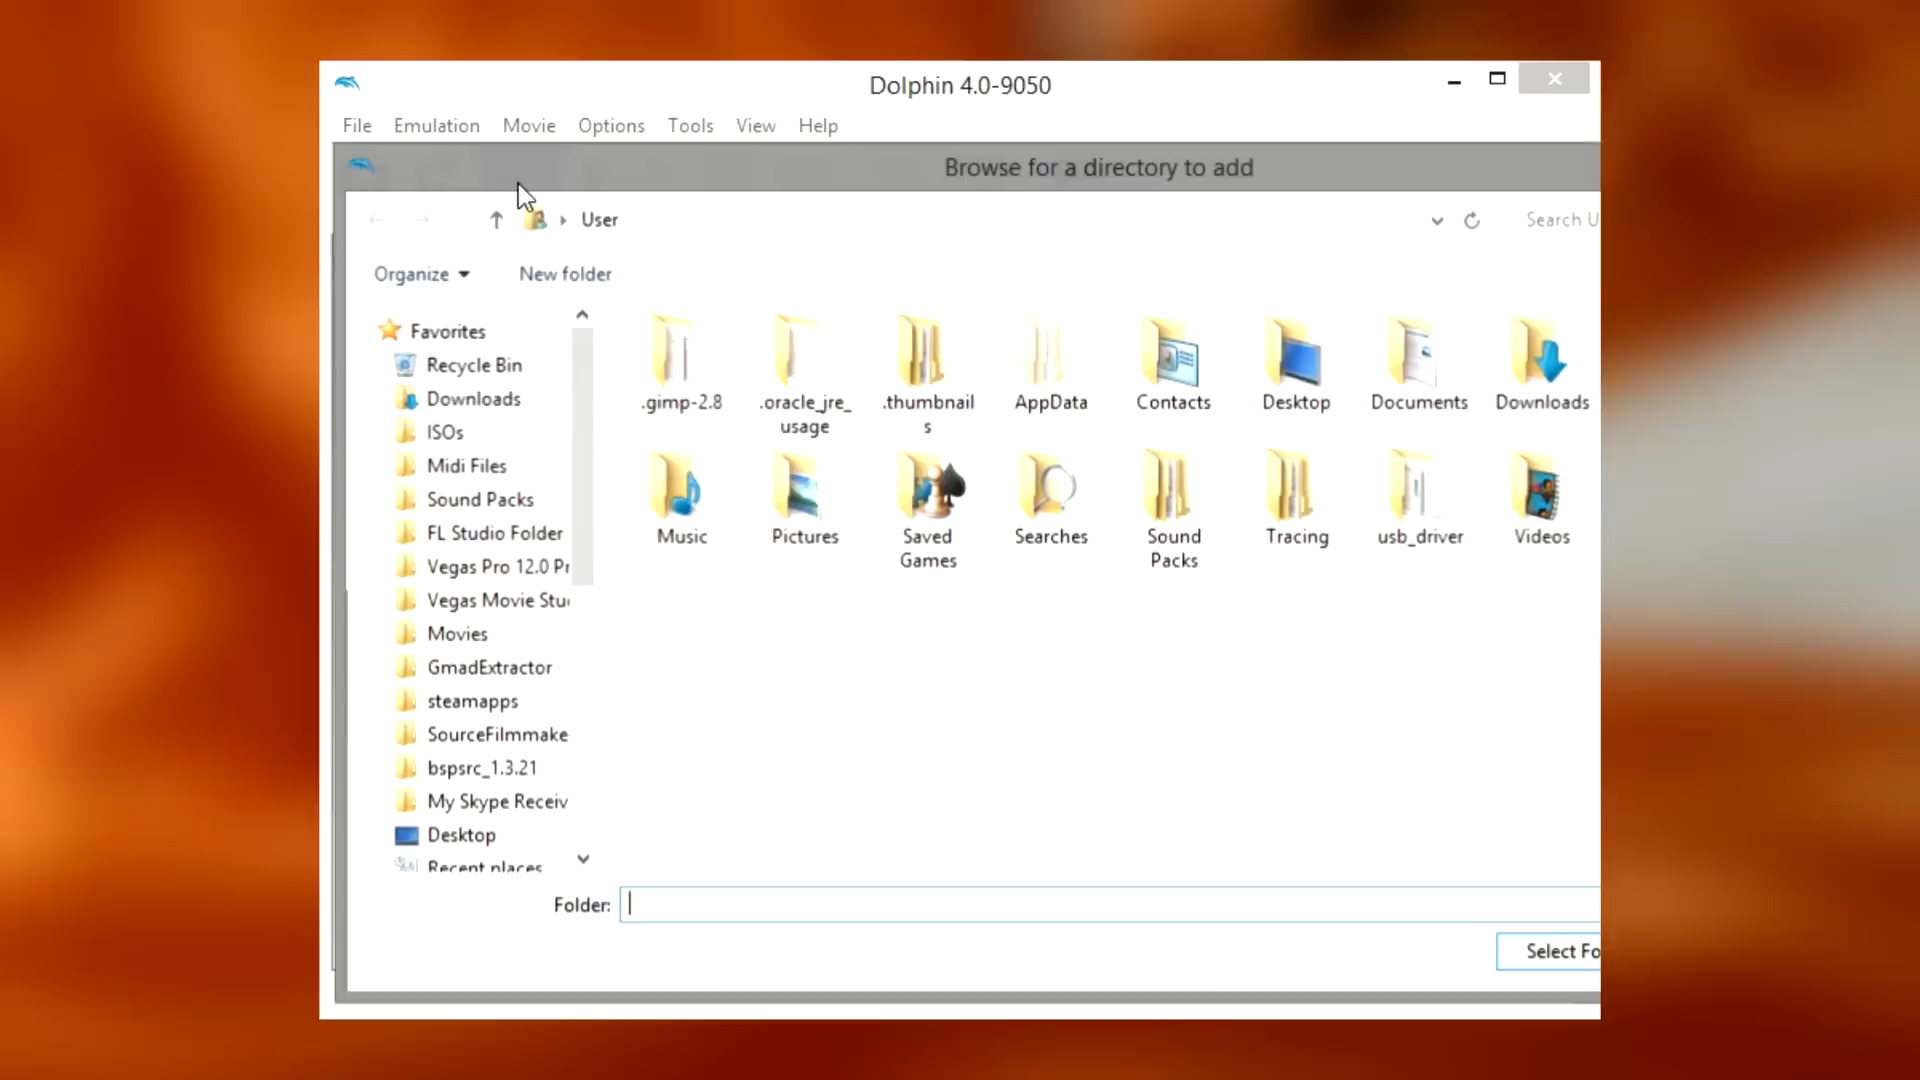 Dolphin 4.0-9050
File Emulation Movie Options Tools View Help
Browse for a directory to add
User
Search U
Organize New folder
Favorites
Recycle Bin
Downloads
ISOs
Midi Files
Sound Packs
FL Studio Folder
Vegas Pro 12.0 Pr
Vegas Movie Stu
Movies
GmadExtractor
steamapps
SourceFilmmake
bspsrc_1.3.21
My Skype Receiv
Desktop
Recent places
.gimp-2.8 .oracle_jre_ .thumbnail AppData Contacts Desktop Documents Downloads
usage s
Music Pictures Saved Searches Sound Tracing usb_driver Videos
Games Packs
Folder:
Select Fo